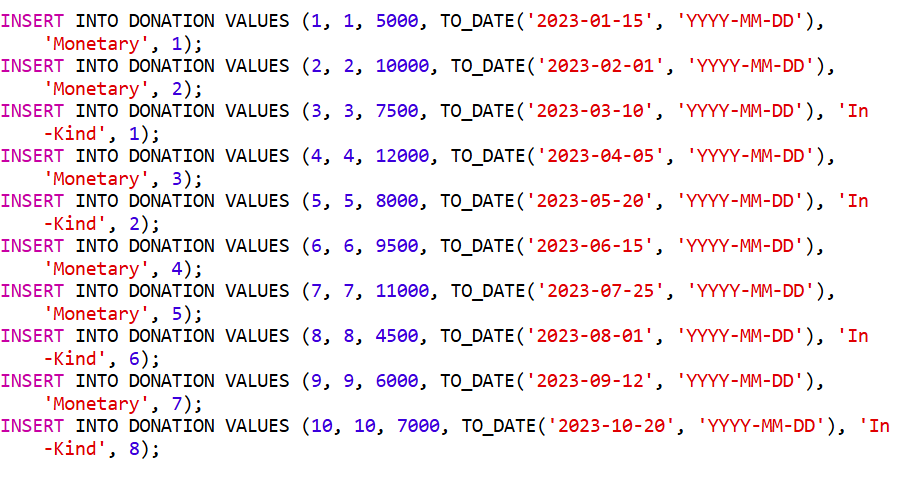 INSERT INTO DONATION VALUES (1, 1, 5000, TO_DATE('2023-01-15', 'YYYY-MM-DD'),
'Monetary', 1);
INSERT INTO DONATION VALUES (2, 2, 10000, TO_DATE('2023-02-01', 'YYYY-MM-DD'),
'Monetary', 2);
INSERT INTO DONATION VALUES (3, 3, 7500, TO_DATE('2023-03-10', 'YYYY-MM-DD'), 'In
-Kind', 1);
INSERT INTO DONATION VALUES (4, 4, 12000, TO_DATE('2023-04-05', 'YYYY-MM-DD'),
'Monetary', 3);
INSERT INTO DONATION VALUES (5, 5, 8000, TO_DATE('2023-05-20', 'YYYY-MM-DD'), 'In
-Kind', 2);
INSERT INTO DONATION VALUES (6, 6, 9500, TO_DATE('2023-06-15', 'YYYY-MM-DD'),
'Monetary', 4);
INSERT INTO DONATION VALUES (7, 7, 11000, TO_DATE('2023-07-25', 'YYYY-MM-DD'),
'Monetary', 5);
INSERT INTO DONATION VALUES (8, 8, 4500, TO_DATE('2023-08-01', 'YYYY-MM-DD'), 'In
-Kind', 6);
INSERT INTO DONATION VALUES (9, 9, 6000, TO_DATE('2023-09-12', 'YYYY-MM-DD'),
'Monetary', 7);
INSERT INTO DONATION VALUES (10, 10, 7000, TO_DATE('2023-10-20', 'YYYY-MM-DD'), 'In
-Kind', 8);